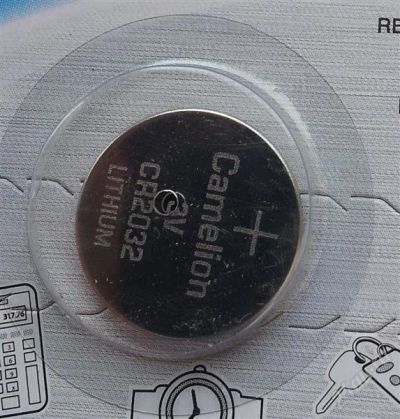 RE
+
Camelion
3V
CR2032
LITHIUM
317.76